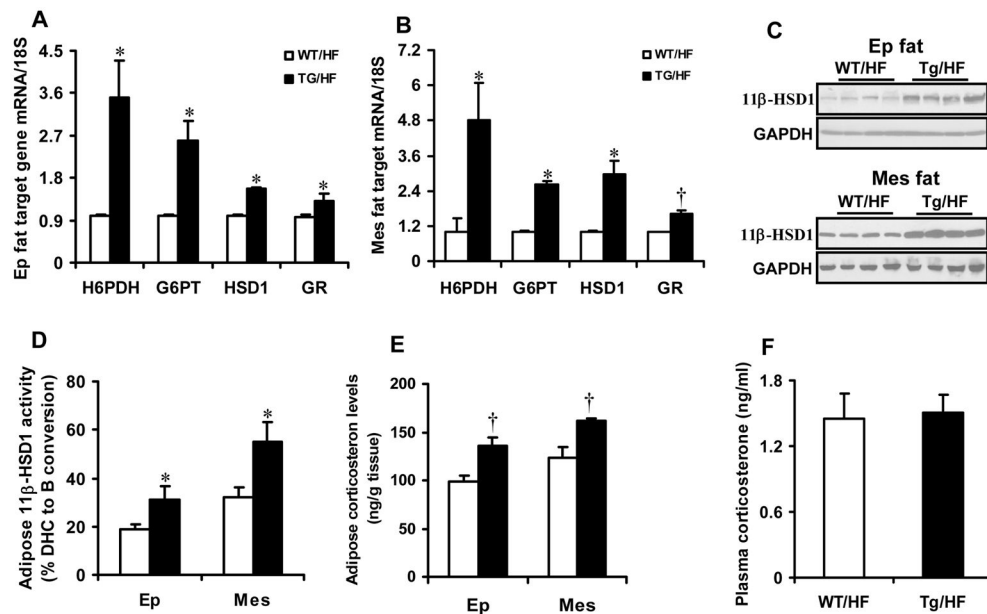 A
Ep fat target gene mRNA/18S
4.5
3.6
2.7
1.8
0.9
0
WT/HF
TG/HF
*
*
*
*
H6PDH G6PT HSD1 GR
B
Mes fat target mRNA/18S
7.2
6
4.8
3.6
2.4
1.2
0
WT/HF
TG/HF
*
*
*
†
H6PDH G6PT HSD1 GR
C
Ep fat
WT/HF Tg/HF
11β-HSD1
GAPDH
Mes fat
WT/HF Tg/HF
11β-HSD1
GAPDH
D
Adipose 11β-HSD1 activity
(% DHC to B conversion)
80
60
40
20
0
*
*
Ep Mes
E
Adipose corticosteron levels
(ng/g tissue)
200
150
100
50
0
†
†
Ep Mes
F
Plasma corticosterone (ng/ml)
1.8
1.2
0.6
0
WT/HF Tg/HF